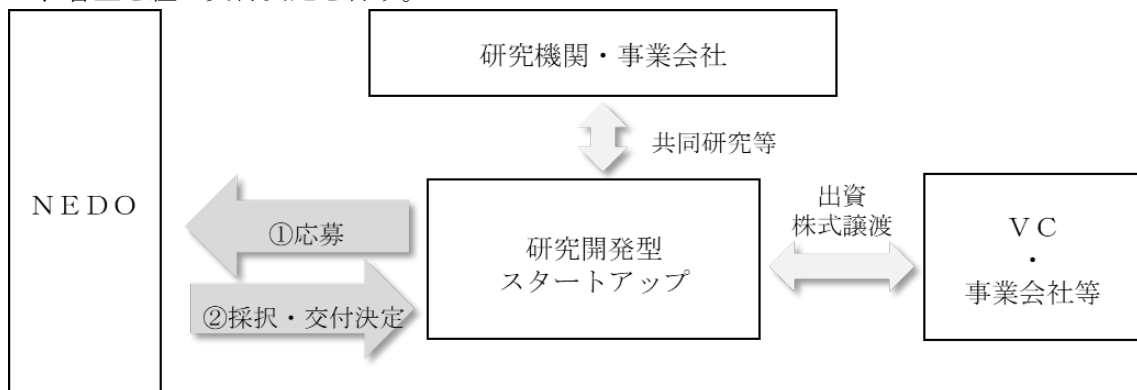 研究機関・事業会社
共同研究等
ＮＥＤＯ
①応募
②採択・交付決定
研究開発型
スタートアップ
出資
株式譲渡
ＶＣ
・
事業会社等